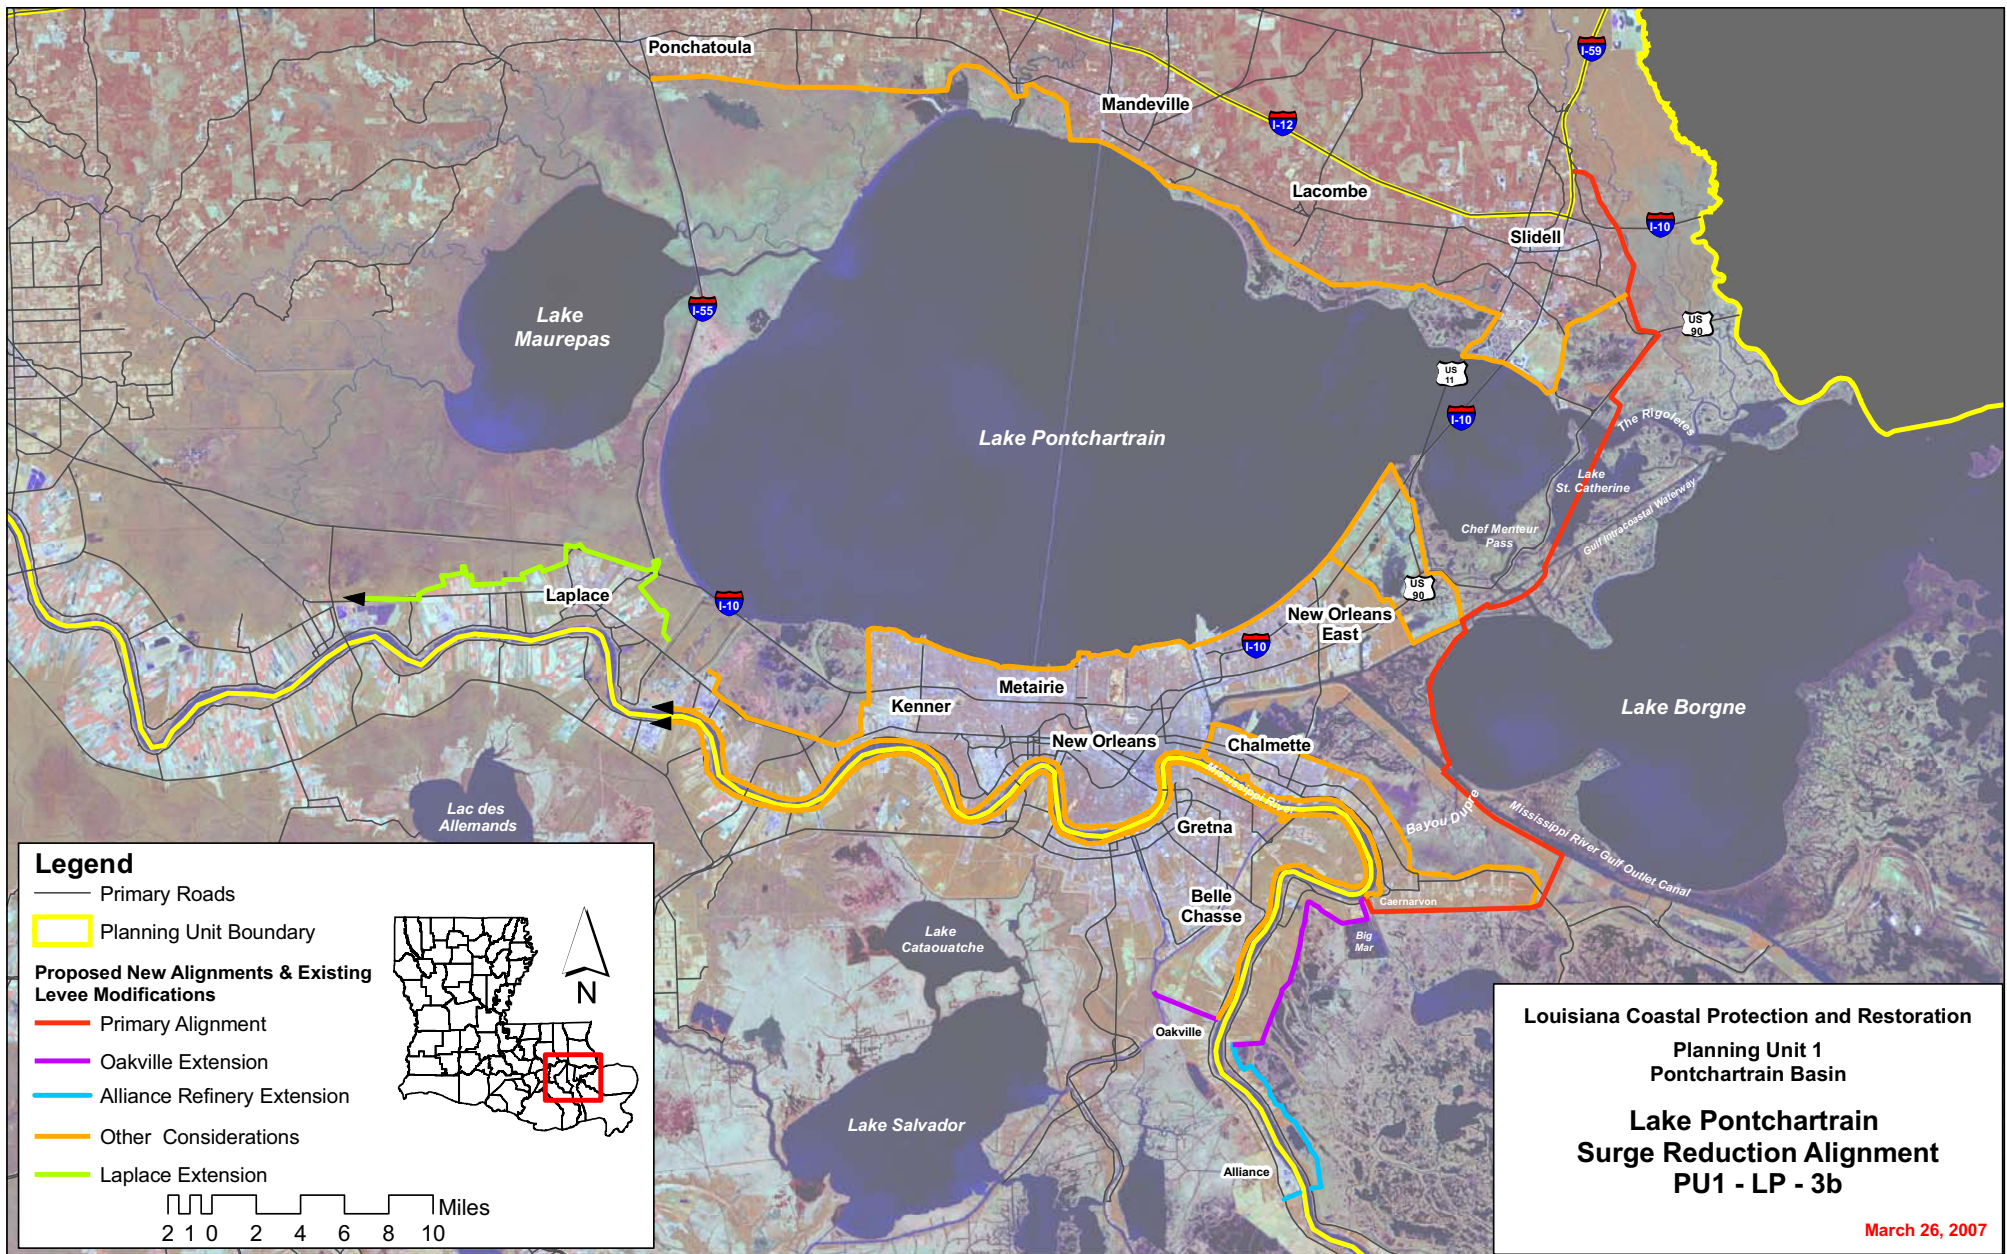 Ponchatoula
I-59
Mandeville
I-12
Lacombe
I-10
Slidell
Lake
Maurepas
I-55
US
90
US
11
I-10
The Rigoletes
Lake Pontchartrain
Lake
St. Catherine
Gulf Intracoastal Waterway
Chef Menteur
Pass
US
90
Laplace
I-10
New Orleans
East
I-10
Metairie
Kenner
Lake Borgne
New Orleans
Chalmette
Mississippi River
Lac des
Allemands
Gretna
Bayou Dupre
Mississippi River Gulf Outlet Canal
Belle
Chasse
Caernarvon
Lake
Cataouatche
Big
Mar
Oakville
Lake Salvador
Alliance
Legend
Primary Roads
Planning Unit Boundary
Proposed New Alignments & Existing
Levee Modifications
Primary Alignment
Oakville Extension
Alliance Refinery Extension
Other Considerations
Laplace Extension
N
Miles
2 1 0 2 4 6 8 10
Louisiana Coastal Protection and Restoration
Planning Unit 1
Pontchartrain Basin
Lake Pontchartrain
Surge Reduction Alignment
PU1 - LP - 3b
March 26, 2007